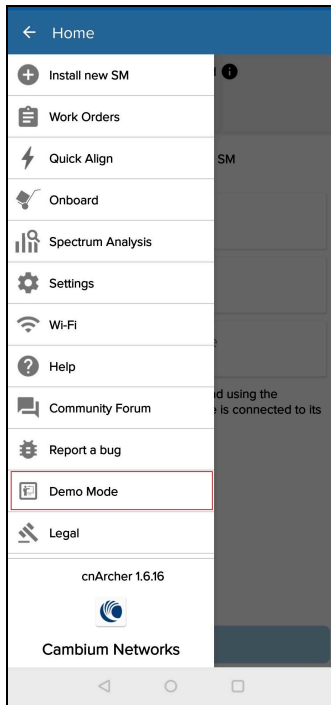 Home
Install new SM
Work Orders
Quick Align
SM
Onboard
Spectrum Analysis
Settings
Wi-Fi
Help
nd using the
Community Forum
e is connected to its
Report a bug
Demo Mode
Legal
cnArcher 1.6.16
Cambium Networks